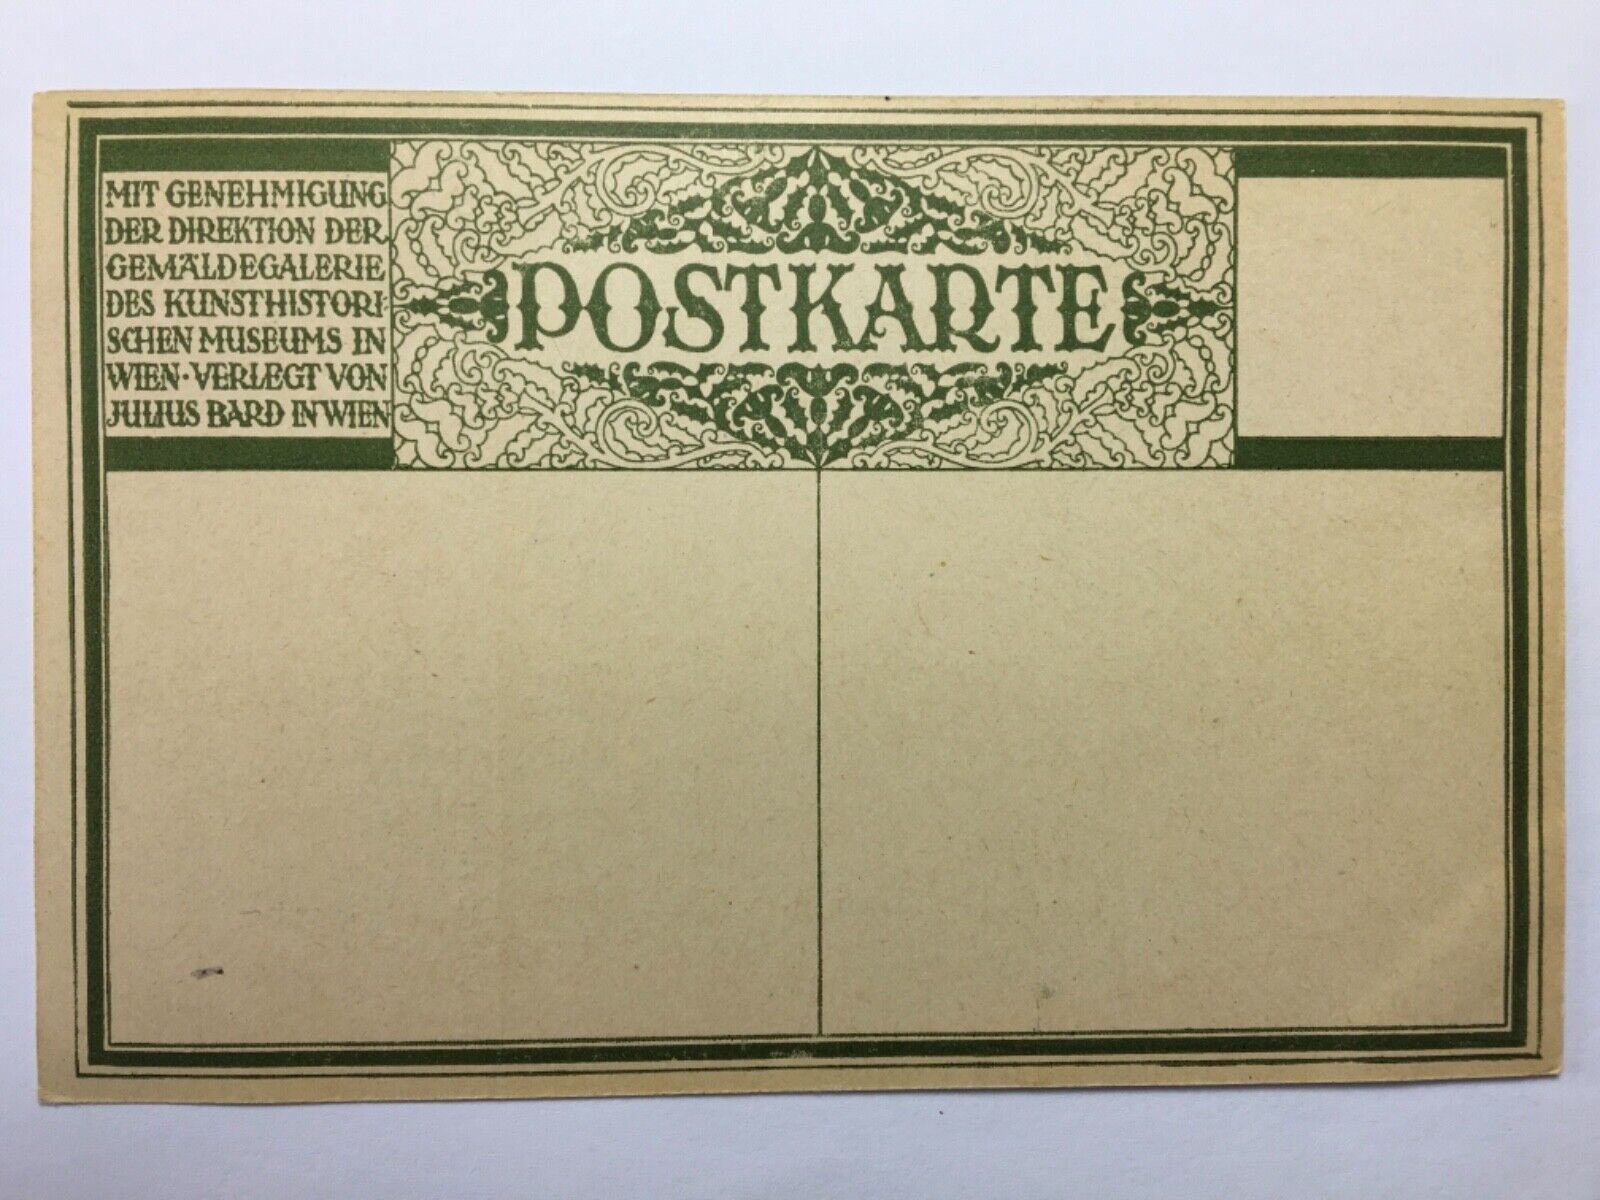 MIT GENEHMIGUNG
DER DIREKTION DER
GEMÄLDEGALERIE
DES KUNSTHISTORI-
SCHEN MUSEUMS IN
WIEN · VERLEGT VON
JULIUS BARD IN WIEN
POSTKARTE